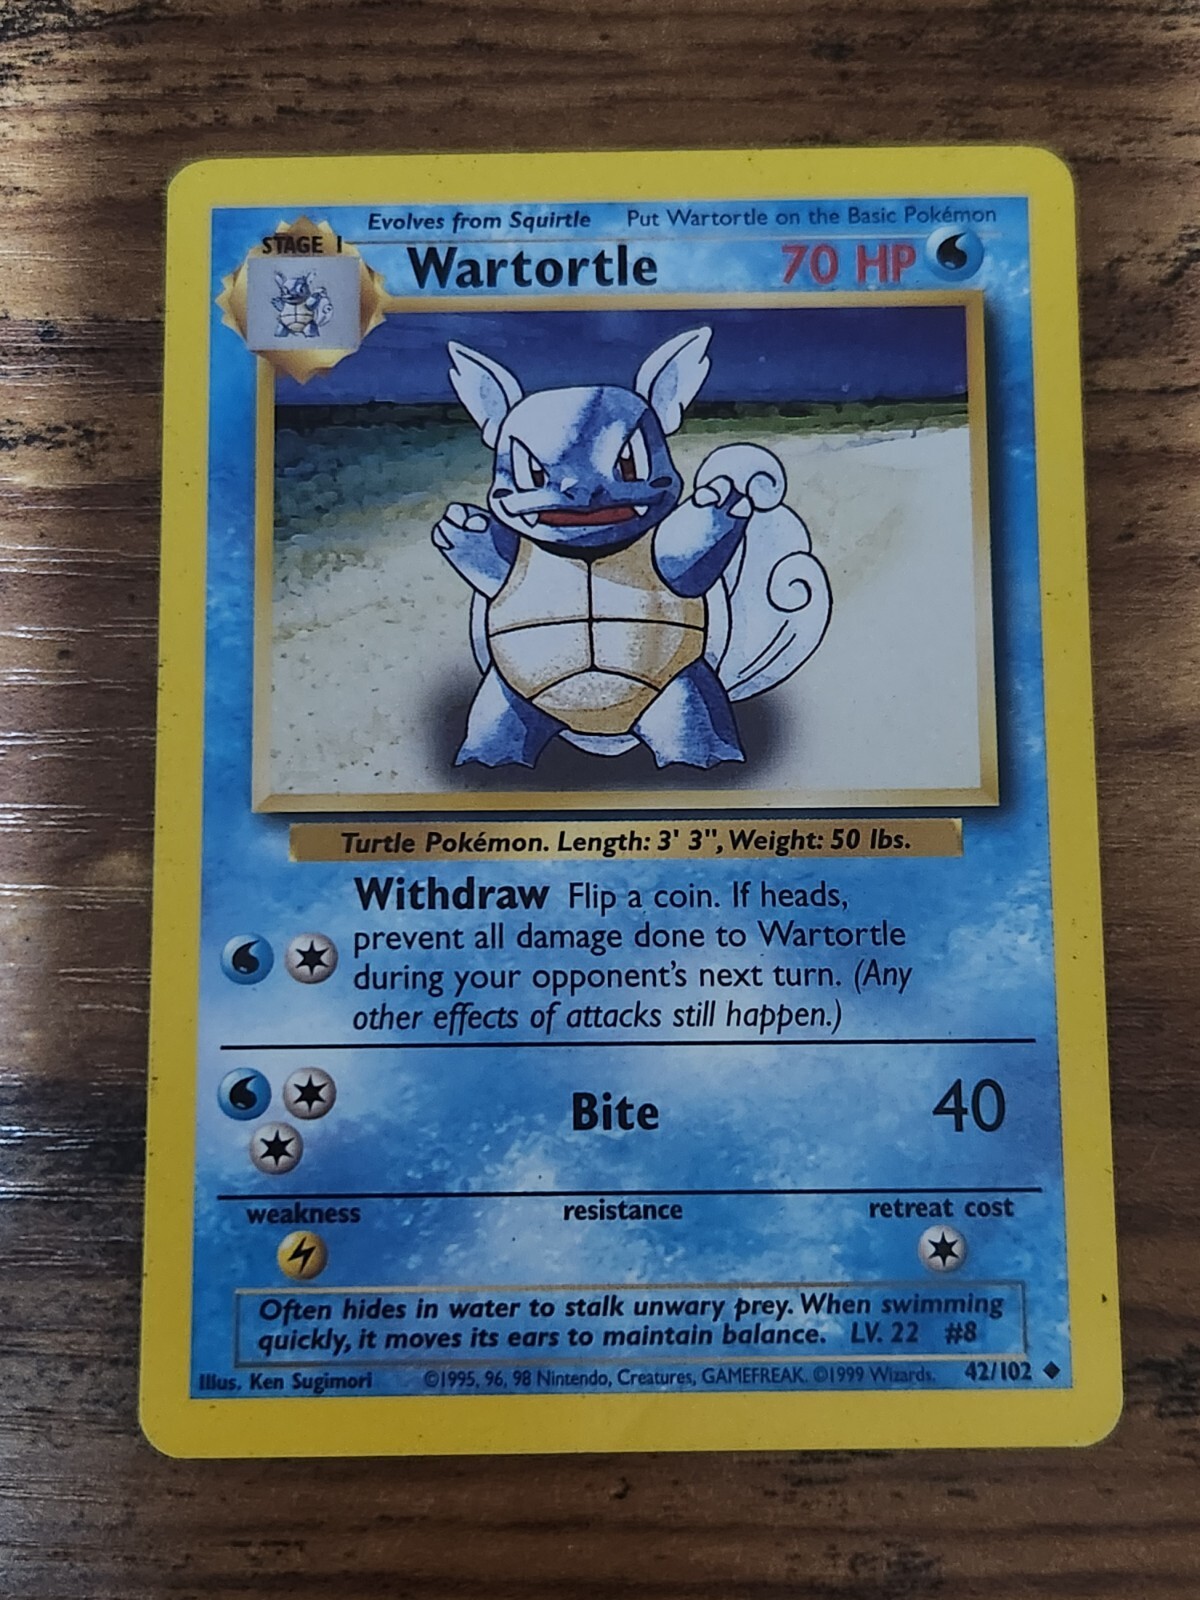 Evolves from Squirtle Put Wartortle on the Basic Pokémon
STAGE 1
Wartortle 70 HP
Turtle Pokémon. Length: 3' 3", Weight: 50 lbs.
Withdraw Flip a coin. If heads,
prevent all damage done to Wartortle
during your opponent's next turn. (Any
other effects of attacks still happen.)
Bite 40
weakness resistance retreat cost
Often hides in water to stalk unwary prey. When swimming
quickly, it moves its ears to maintain balance. LV. 22 #8
Illus. Ken Sugimori ©1995, 96, 98 Nintendo, Creatures, GAMEFREAK. ©1999 Wizards. 42/102